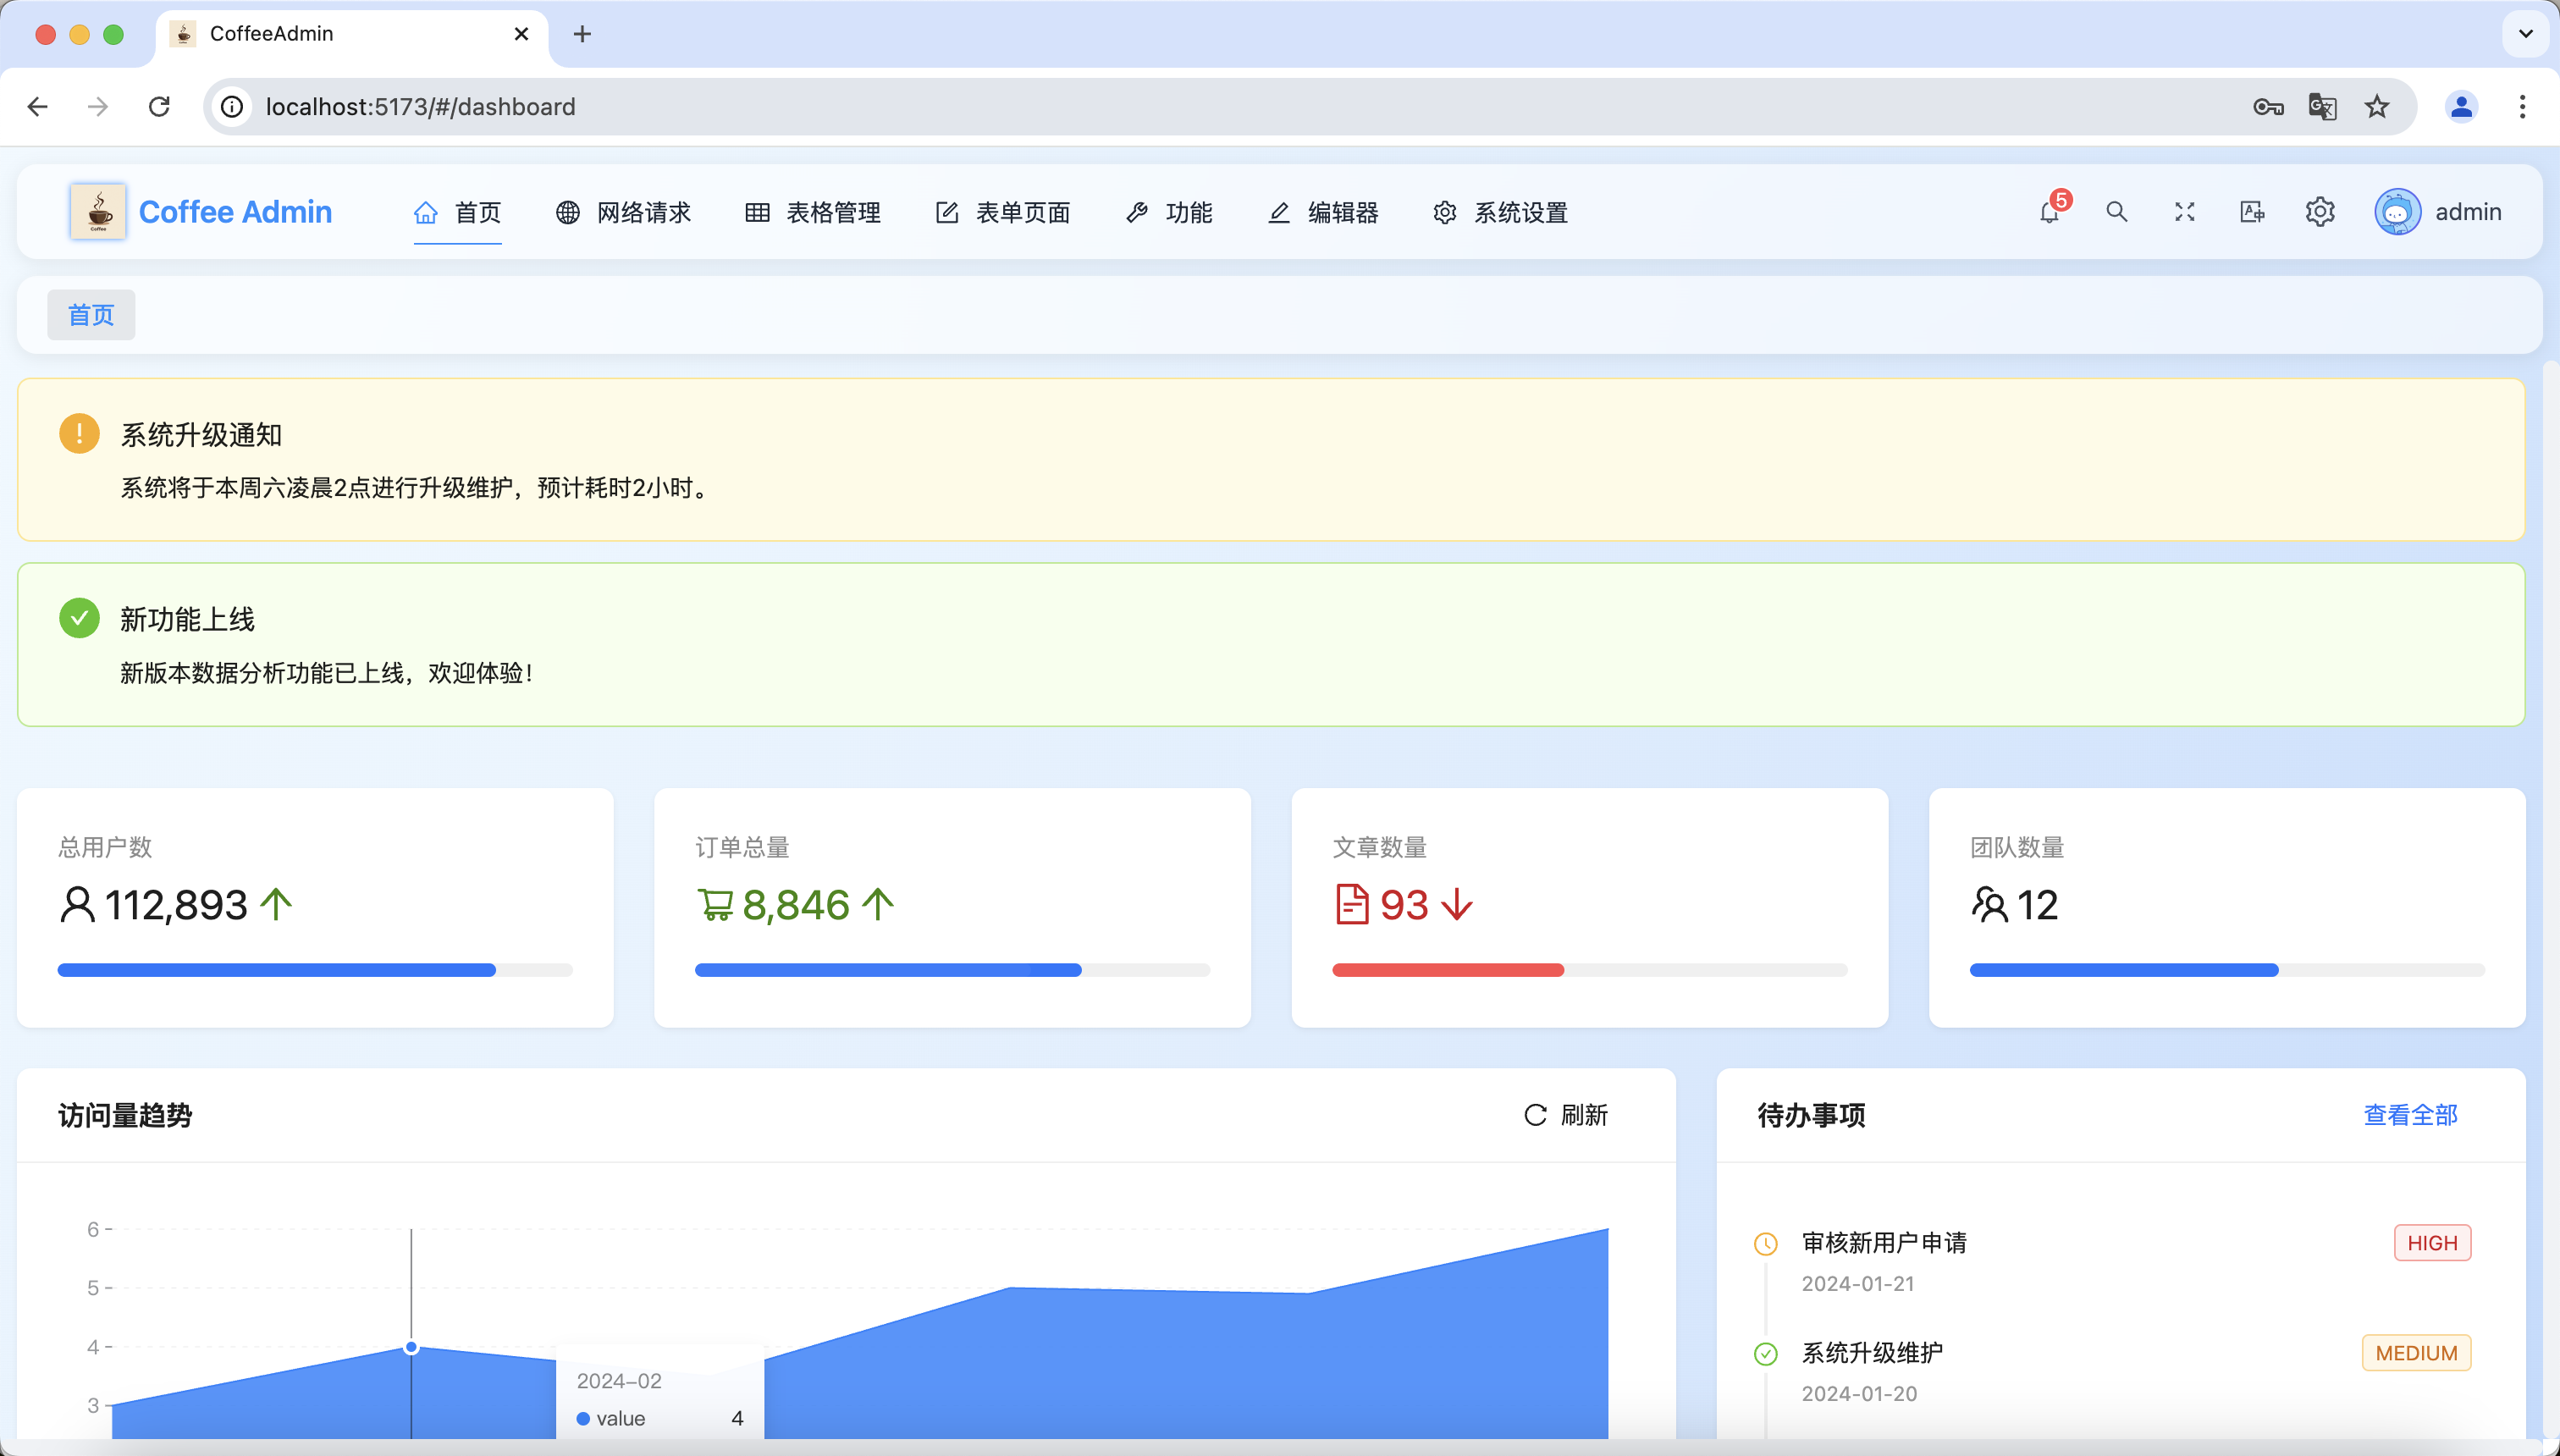 CoffeeAdmin
localhost:5173/#/dashboard
Coffee Admin
首页
网络请求
表格管理
表单页面
功能
编辑器
系统设置
5
admin
首页
系统升级通知
系统将于本周六凌晨2点进行升级维护，预计耗时2小时。
新功能上线
新版本数据分析功能已上线，欢迎体验！
总用户数
112,893
订单总量
8,846
文章数量
93
团队数量
12
访问量趋势
刷新
6
5
4
3
2024-02
value 4
待办事项
查看全部
审核新用户申请
HIGH
2024-01-21
系统升级维护
MEDIUM
2024-01-20